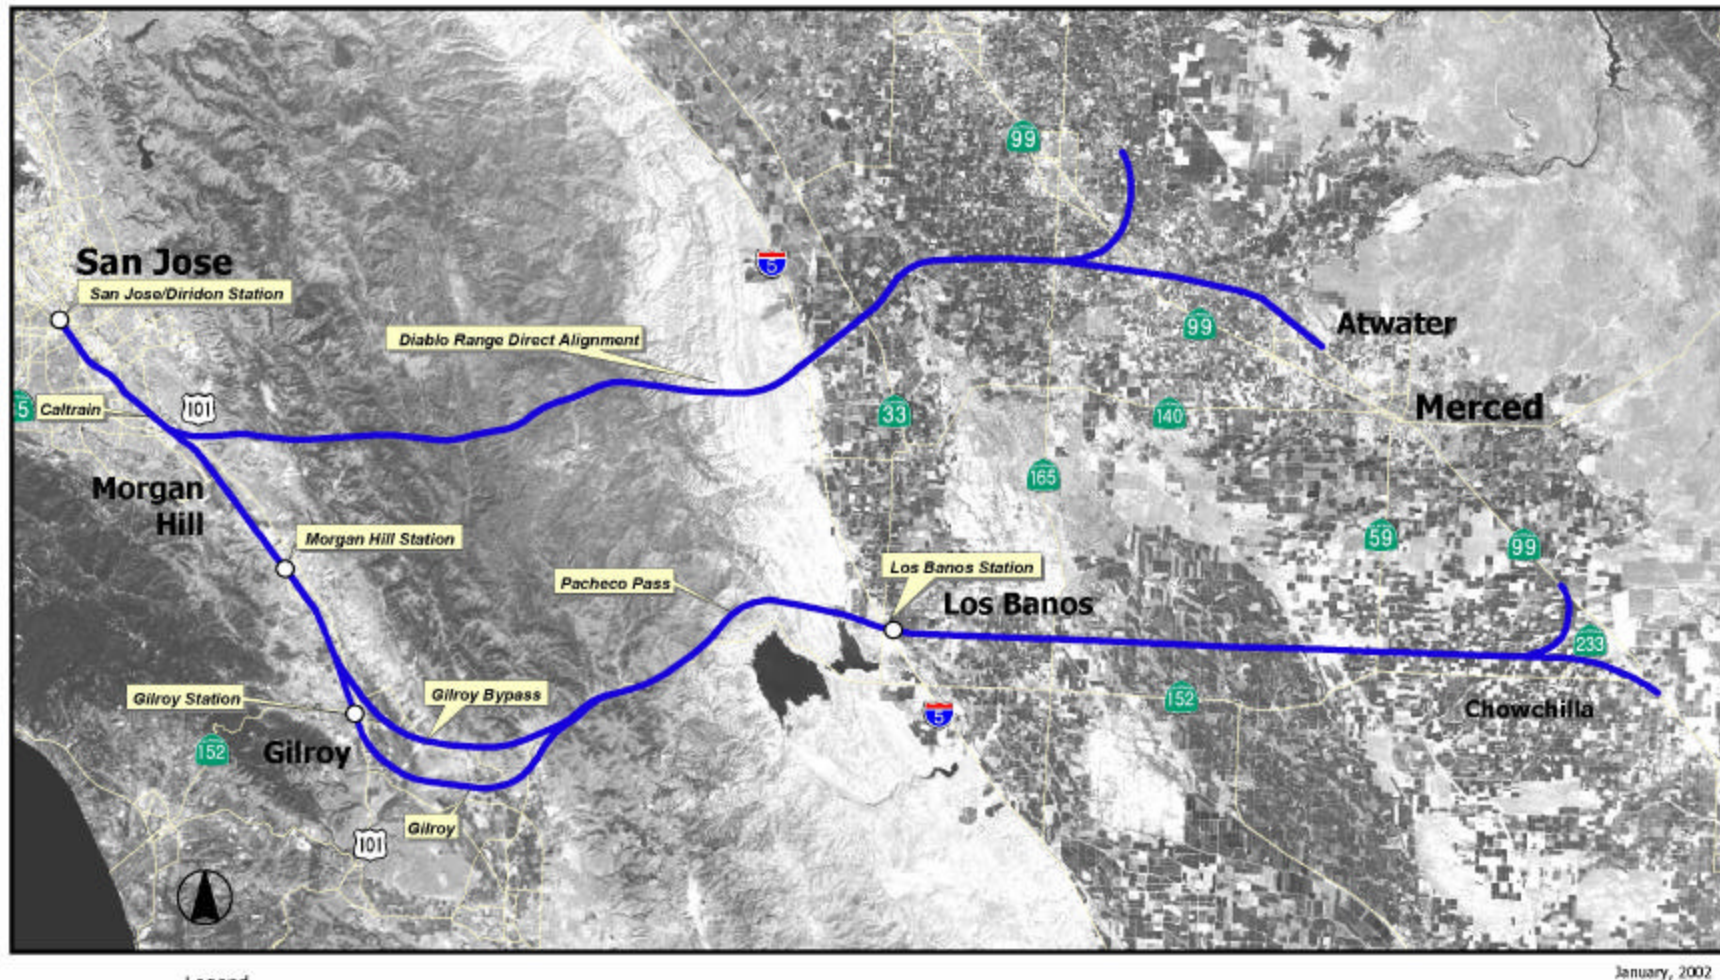 99
San Jose
San Jose/Diridon Station
5
Diablo Range Direct Alignment
99
Atwater
Caltrain
101
33
140
Merced
Morgan
Hill
165
Morgan Hill Station
59
99
Los Banos Station
Pacheco Pass
Los Banos
233
Gilroy Station
Gilroy Bypass
152
Chowchilla
5
152
Gilroy
Gilroy
101
January, 2002